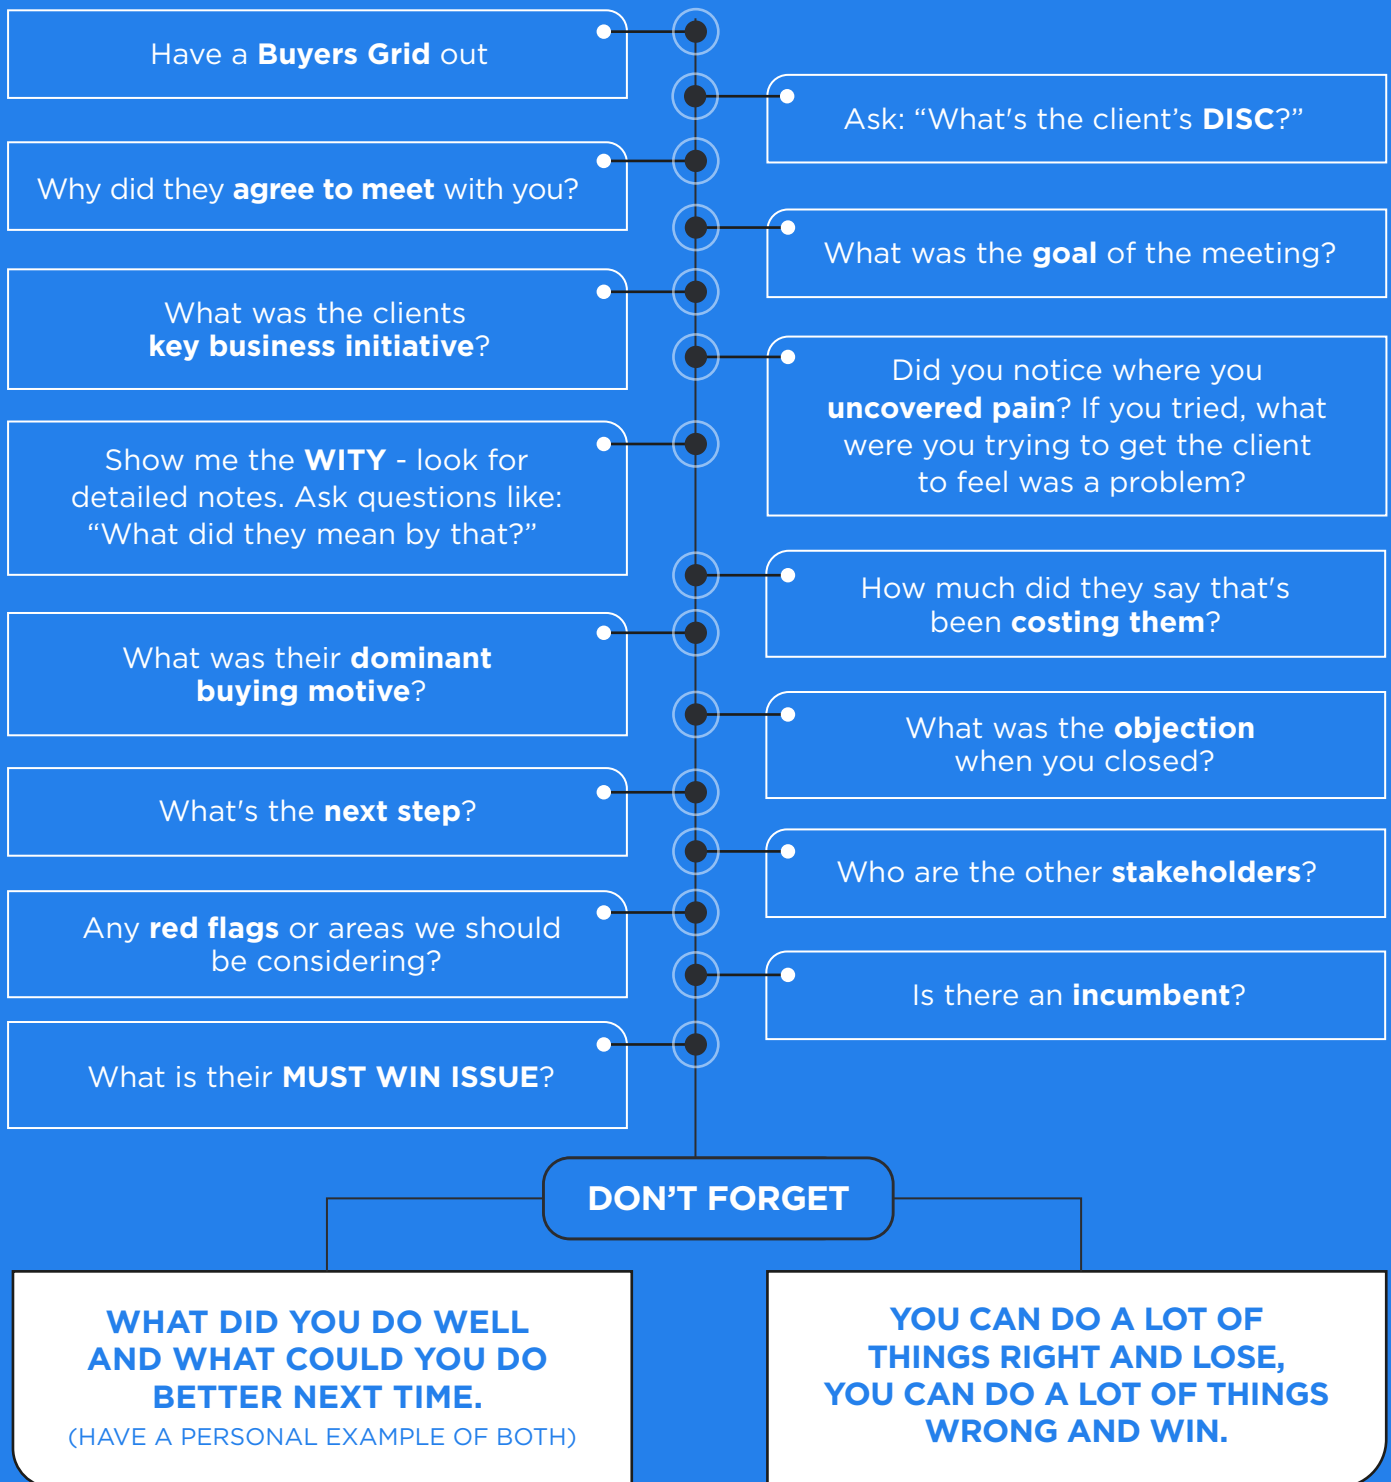 Have a Buyers Grid out
Ask: “What's the client’s DISC?”
Why did they agree to meet with you?
What was the goal of the meeting?
What was the clients
key business initiative?
Did you notice where you
uncovered pain? If you tried, what
were you trying to get the client
to feel was a problem?
Show me the WITY - look for
detailed notes. Ask questions like:
“What did they mean by that?”
How much did they say that's
been costing them?
What was their dominant
buying motive?
What was the objection
when you closed?
What's the next step?
Who are the other stakeholders?
Any red flags or areas we should
be considering?
Is there an incumbent?
What is their MUST WIN ISSUE?
DON’T FORGET
WHAT DID YOU DO WELL
AND WHAT COULD YOU DO
BETTER NEXT TIME.
(HAVE A PERSONAL EXAMPLE OF BOTH)
YOU CAN DO A LOT OF
THINGS RIGHT AND LOSE,
YOU CAN DO A LOT OF THINGS
WRONG AND WIN.